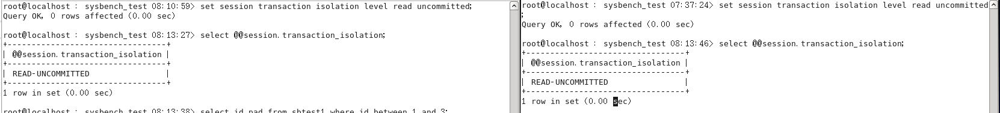 root@localhost : sysbench_test 08:10:59> set session transaction isolation level read uncommitted;
Query OK, 0 rows affected (0.00 sec)
root@localhost : sysbench_test 08:13:27> select @@session.transaction_isolation;
+---------------------------------+
| @@session.transaction_isolation |
+---------------------------------+
| READ-UNCOMMITTED                |
+---------------------------------+
1 row in set (0.00 sec)
root@localhost : sysbench_test 08:13:38> select id,pad from sbtest1 where id between 1 and 3;
root@localhost : sysbench_test 07:37:24> set session transaction isolation level read uncommitted
;
Query OK, 0 rows affected (0.00 sec)
root@localhost : sysbench_test 08:13:46> select @@session.transaction_isolation;
+---------------------------------+
| @@session.transaction_isolation |
+---------------------------------+
| READ-UNCOMMITTED                |
+---------------------------------+
1 row in set (0.00 sec)